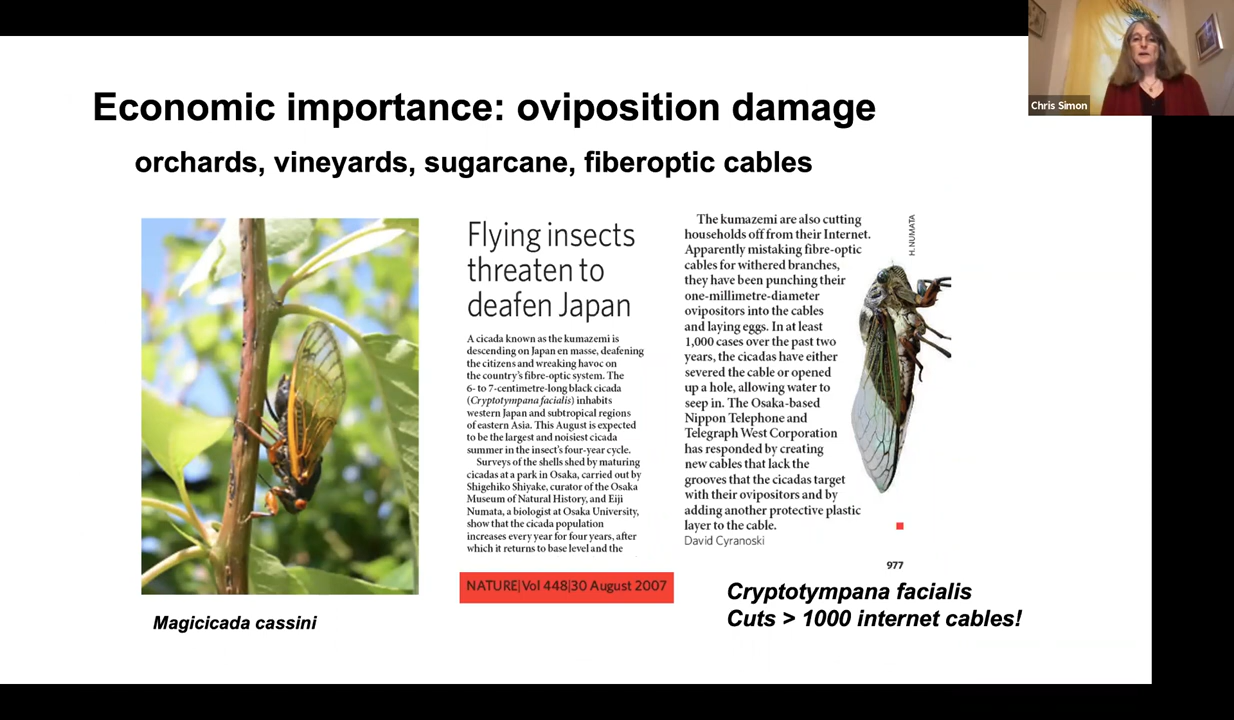 Chris Simon
Economic importance: oviposition damage
orchards, vineyards, sugarcane, fiberoptic cables
Flying insects
threaten to
deafen Japan
A cicada known as the kumazemi is
descending on Japan en masse, deafening
the citizens and wreaking havoc on
the country's fibre-optic system. The
6- to 7-centimetre-long black cicada
(Cryptotympana facialis) inhabits
western Japan and subtropical regions
of eastern Asia. This August is expected
to be the largest and noisiest cicada
summer in the insect's four-year cycle.
Surveys of the shells shed by maturing
cicadas at a park in Osaka, carried out by
Shigehiko Shiyake, curator of the Osaka
Museum of Natural History, and Eiji
Numata, a biologist at Osaka University,
show that the cicada population
increases every year for four years, after
which it returns to base level and the
The kumazemi are also cutting
households off from their Internet.
Apparently mistaking fibre-optic
cables for withered branches,
they have been punching their
one-millimetre-diameter
ovipositors into the cables
and laying eggs. In at least
1,000 cases over the past two
years, the cicadas have either
severed the cable or opened
up a hole, allowing water to
seep in. The Osaka-based
Nippon Telephone and
Telegraph West Corporation
has responded by creating
new cables that lack the
grooves that the cicadas target
with their ovipositors and by
adding another protective plastic
layer to the cable.
David Cyranoski
H. NUMATA
977
NATURE|Vol 448|30 August 2007
Magicicada cassini
Cryptotympana facialis
Cuts > 1000 internet cables!